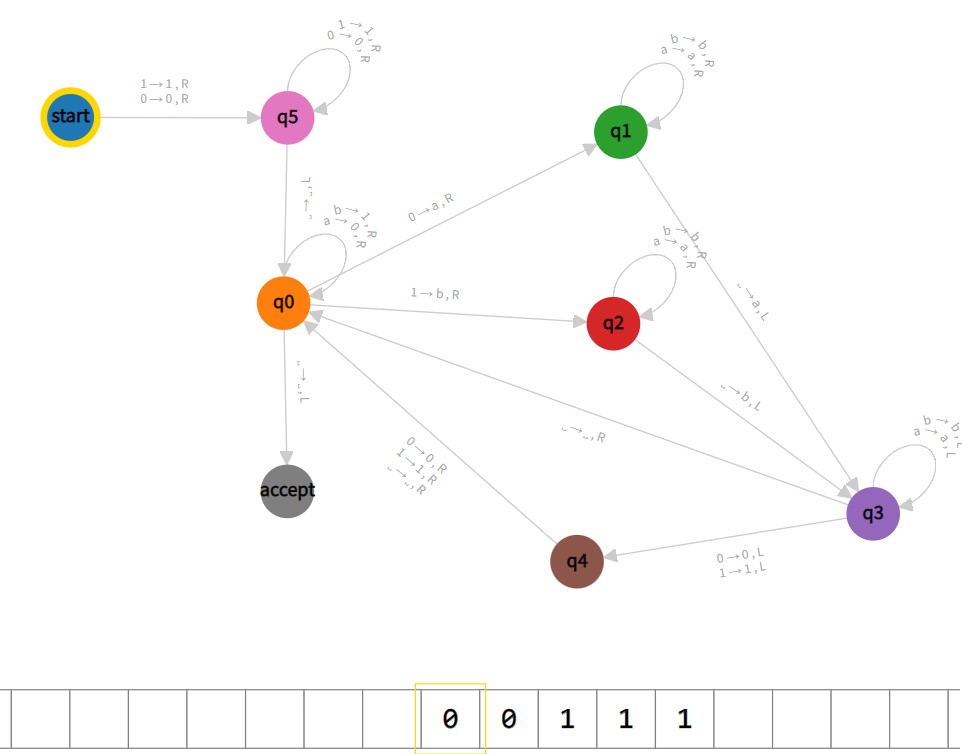 1→1,R
0→0,R
1→1,R
0→0,R
b→b,R
a→a,R
start
q5
q1
␣→␣,L
b→1,R
a→0,R
0→a,R
b→b,R
a→a,R
q0
1→b,R
q2
␣→a,L
␣→␣,L
␣→b,L
␣→␣,R
b→b,L
a→a,L
0→0,R
1→1,R
␣→␣,R
accept
q3
q4
0→0,L
1→1,L
0 0 1 1 1